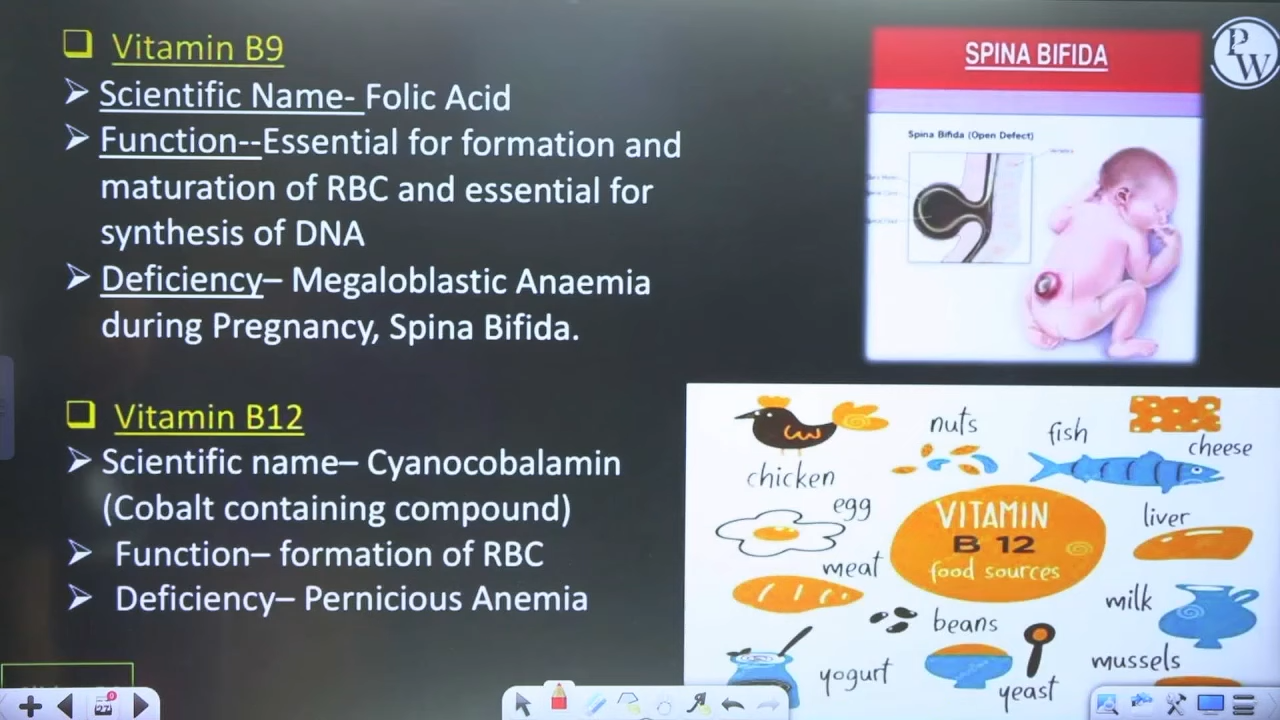 Vitamin B9
Scientific Name- Folic Acid
Function--Essential for formation and
maturation of RBC and essential for
synthesis of DNA
Deficiency– Megaloblastic Anaemia
during Pregnancy, Spina Bifida.
Vitamin B12
Scientific name– Cyanocobalamin
(Cobalt containing compound)
Function– formation of RBC
Deficiency– Pernicious Anemia
SPINA BIFIDA
Spina Bifida (Open Defect)
PW
chicken
nuts
fish
cheese
egg
VITAMIN
B 12
food sources
liver
meat
beans
milk
yogurt
yeast
mussels